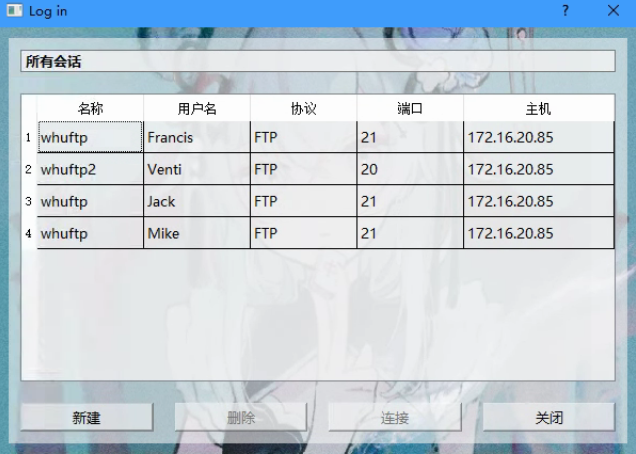 Log in ?
所有会话
名称 用户名 协议 端口 主机
1 whuftp Francis FTP 21 172.16.20.85
2 whuftp2 Venti FTP 20 172.16.20.85
3 whuftp Jack FTP 21 172.16.20.85
4 whuftp Mike FTP 21 172.16.20.85
新建 删除 连接 关闭